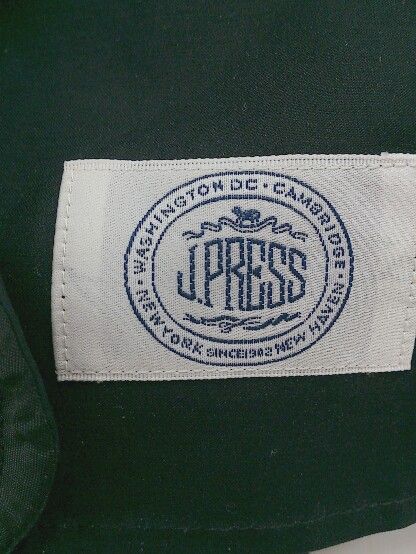 WASHINGTON DC • CAMBRIDGE •
J.PRESS
• NEW YORK SINCE 1902 NEW HAVEN •